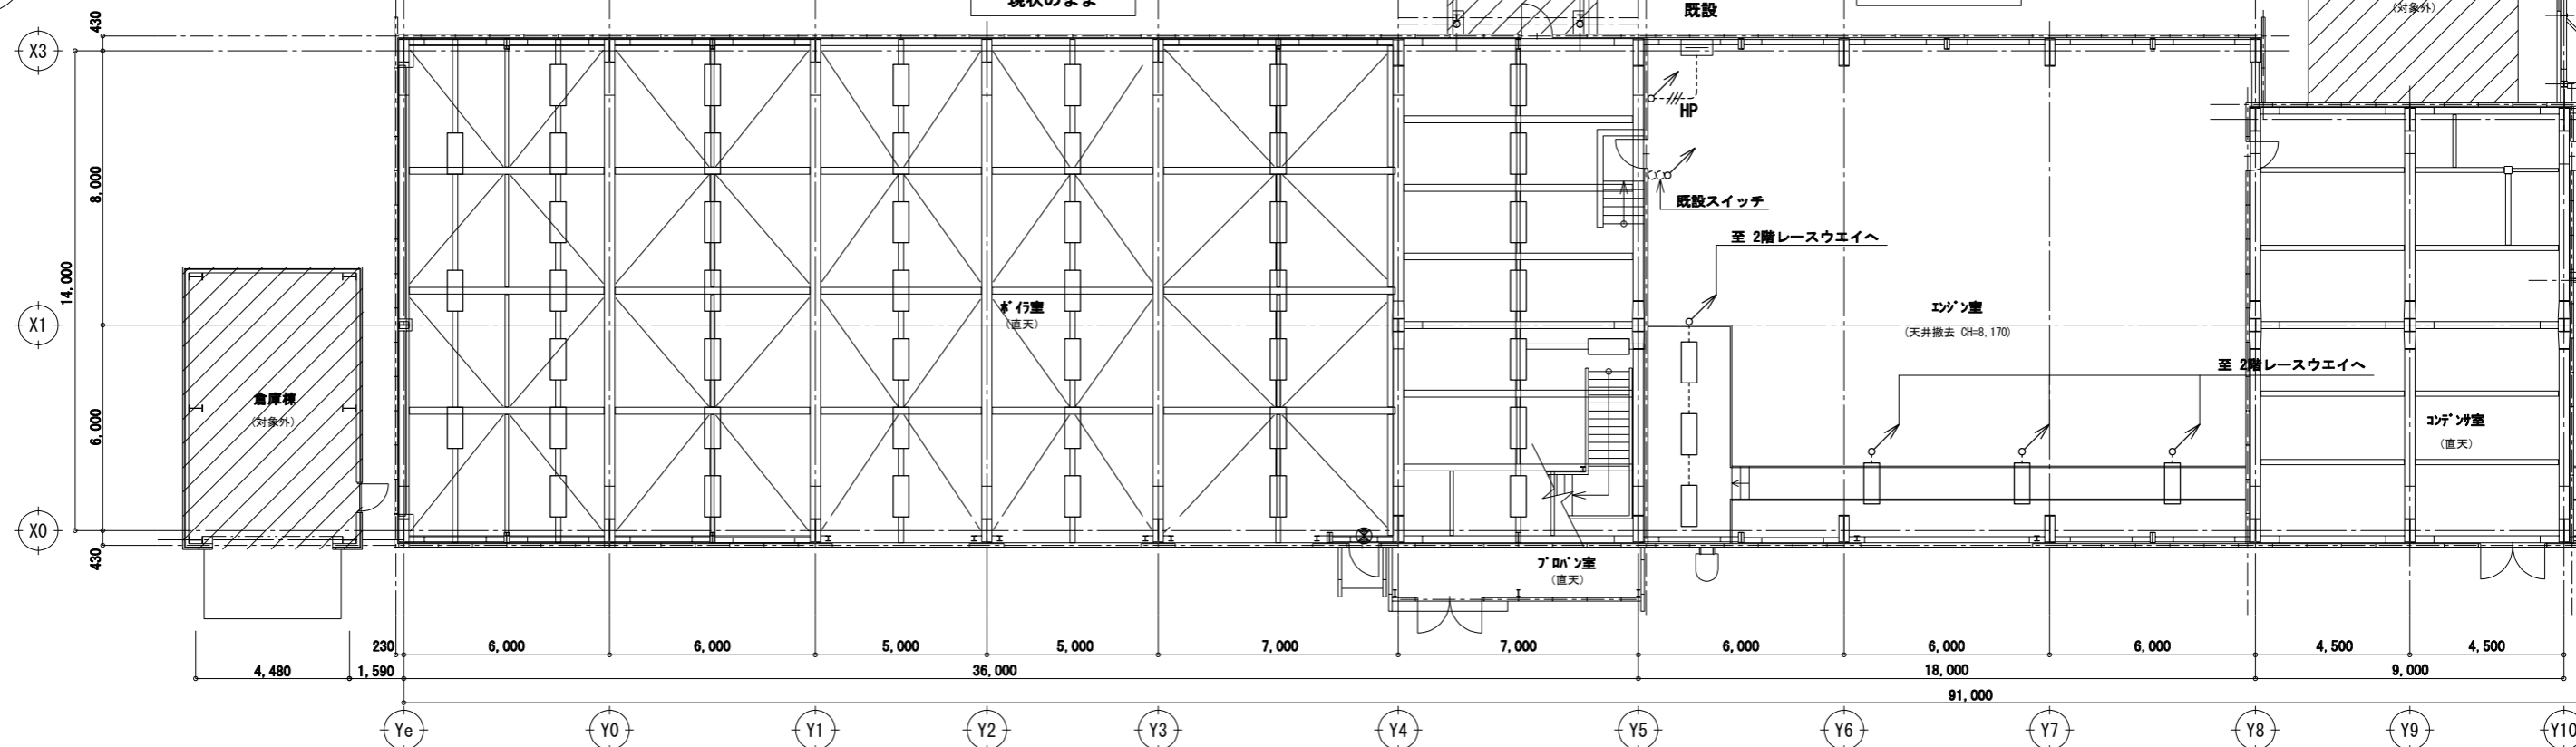 現状のまま
既設
(対象外)
430
X3
HP
8,000
既設スイッチ
至 2階レースウエイへ
14,000
ボイラ室
(直天)
エンジン室
(天井撤去 CH=8.170)
X1
至 2階レースウエイへ
倉庫棟
(対象外)
6,000
コンデンサ室
(直天)
X0
430
プロパン室
(直天)
230
6,000
6,000
5,000
5,000
7,000
7,000
6,000
6,000
6,000
4,500
4,500
4,480
1,590
36,000
18,000
9,000
91,000
Ye
Y0
Y1
Y2
Y3
Y4
Y5
Y6
Y7
Y8
Y9
Y10